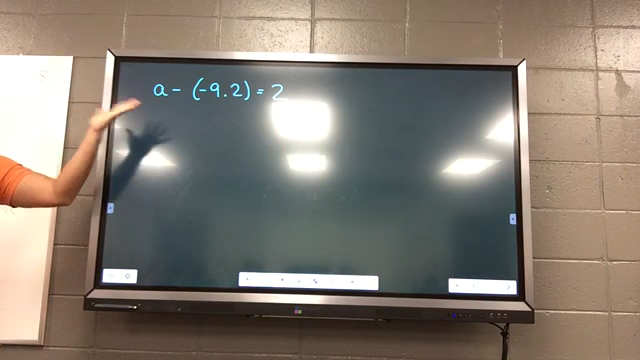 a - (-9.2) = 2